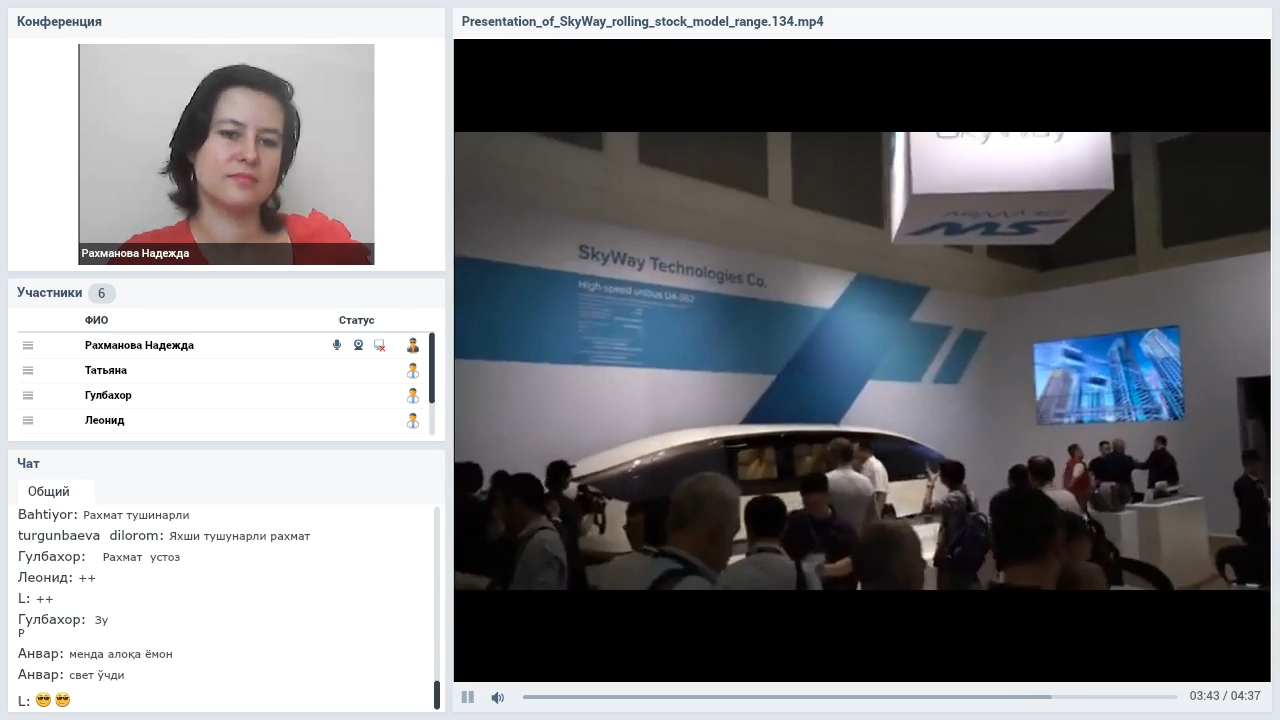 Конференция
Рахманова Надежда
Участники 6
ФИО Статус
Рахманова Надежда
Татьяна
Гулбахор
Леонид
Чат
Общий
Bahtiyor: Рахмат тушинарли
turgunbaeva dilorom: Яхши тушунарли рахмат
Гулбахор: Рахмат устоз
Леонид: ++
L: ++
Гулбахор: Зу
Р
Анвар: менда алоқа ёмон
Анвар: свет ўчди
L:
Presentation_of_SkyWay_rolling_stock_model_range.134.mp4
SkyWay
SkyWay Technologies Co.
High-speed unibus U4-362
03:43 / 04:37